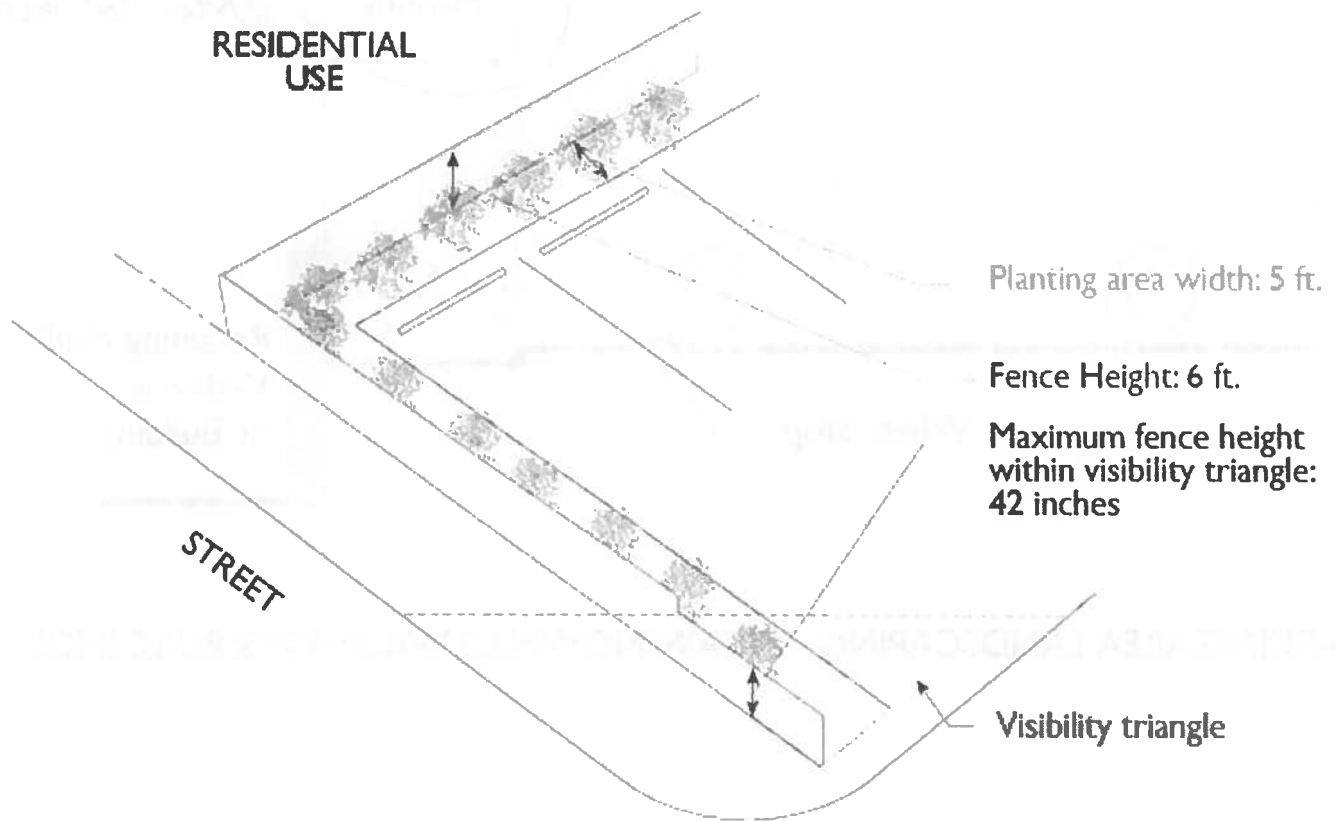 RESIDENTIAL
USE
Planting area width: 5 ft.
Fence Height: 6 ft.
Maximum fence height
within visibility triangle:
42 inches
STREET
Visibility triangle